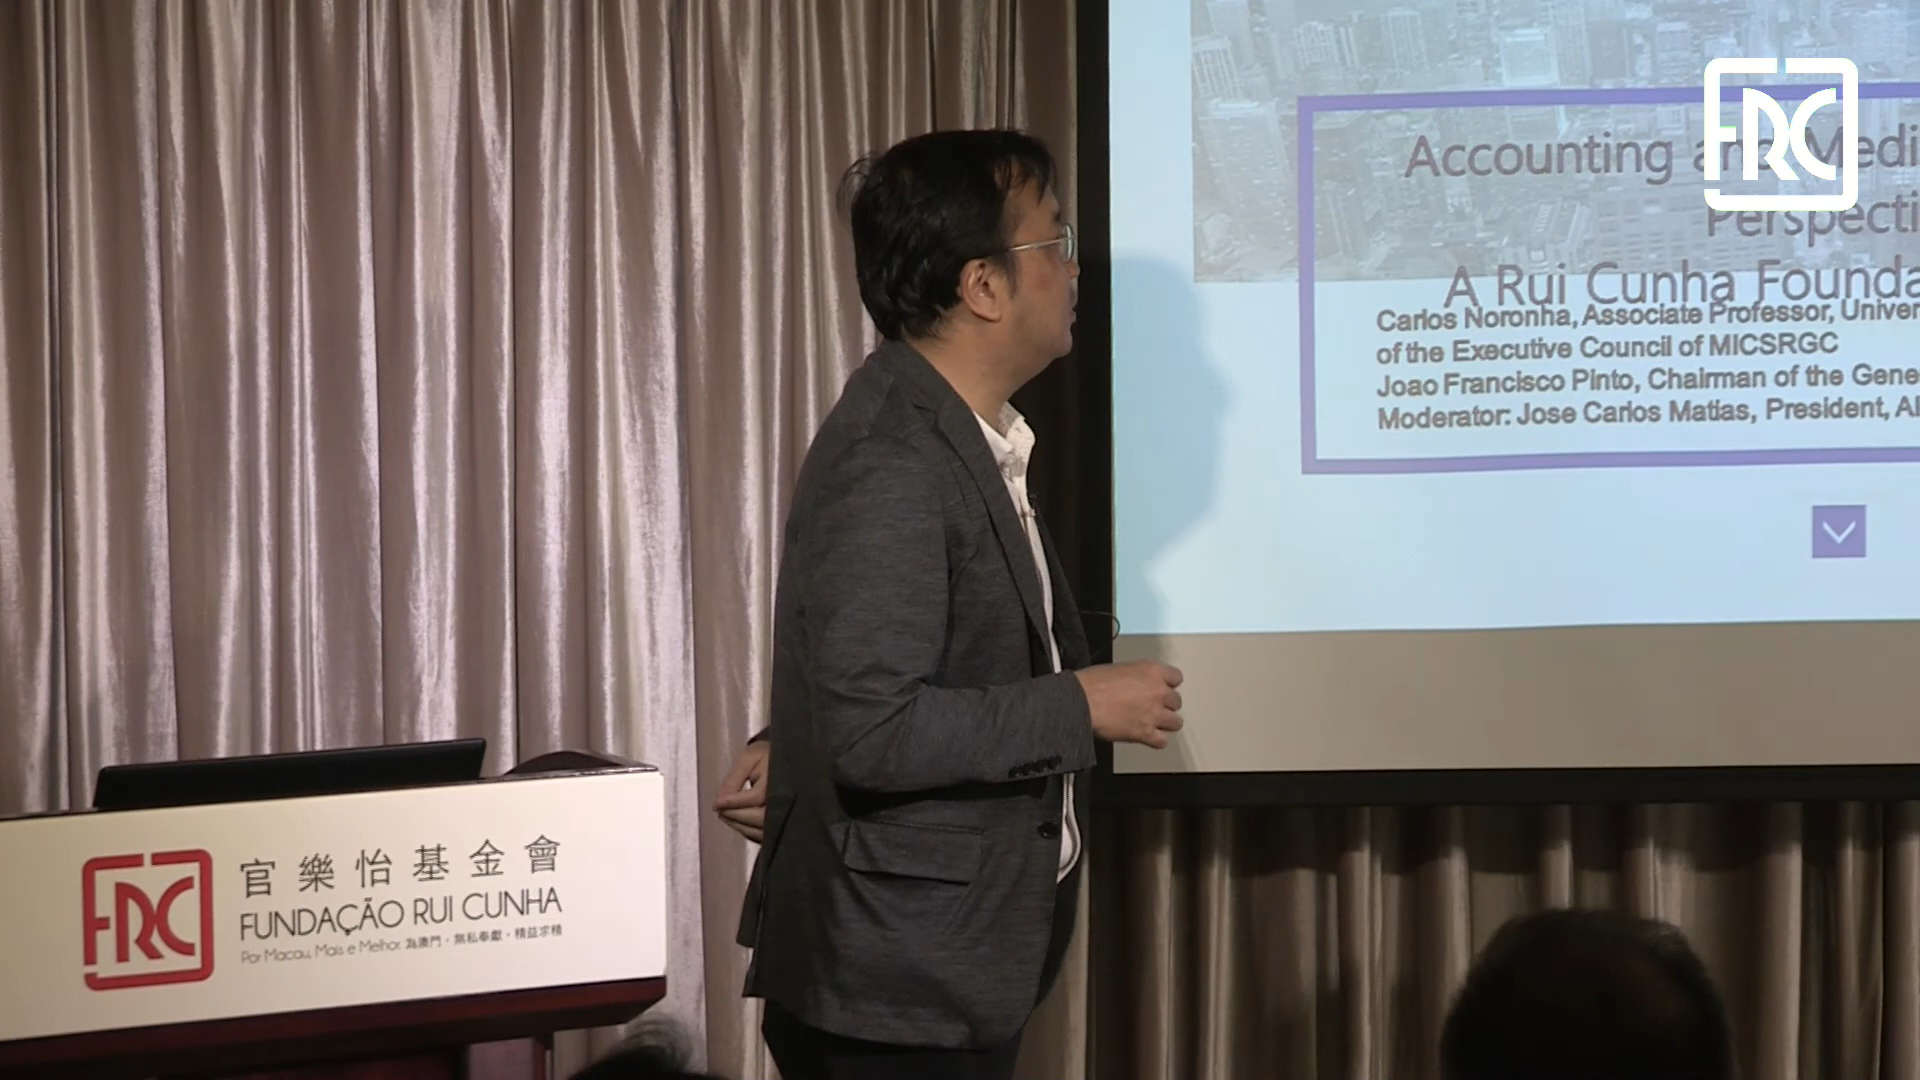 Accounting and Medi
Perspecti
A Rui Cunha Founda
Carlos Noronha, Associate Professor, Univer
of the Executive Council of MICSRGC
Joao Francisco Pinto, Chairman of the Gene
Moderator: Jose Carlos Matias, President, AI
FRC
FRC
官樂怡基金會
FUNDAÇÃO RUI CUNHA
Por Macau, Mais e Melhor. 為澳門，無私奉獻，精益求精